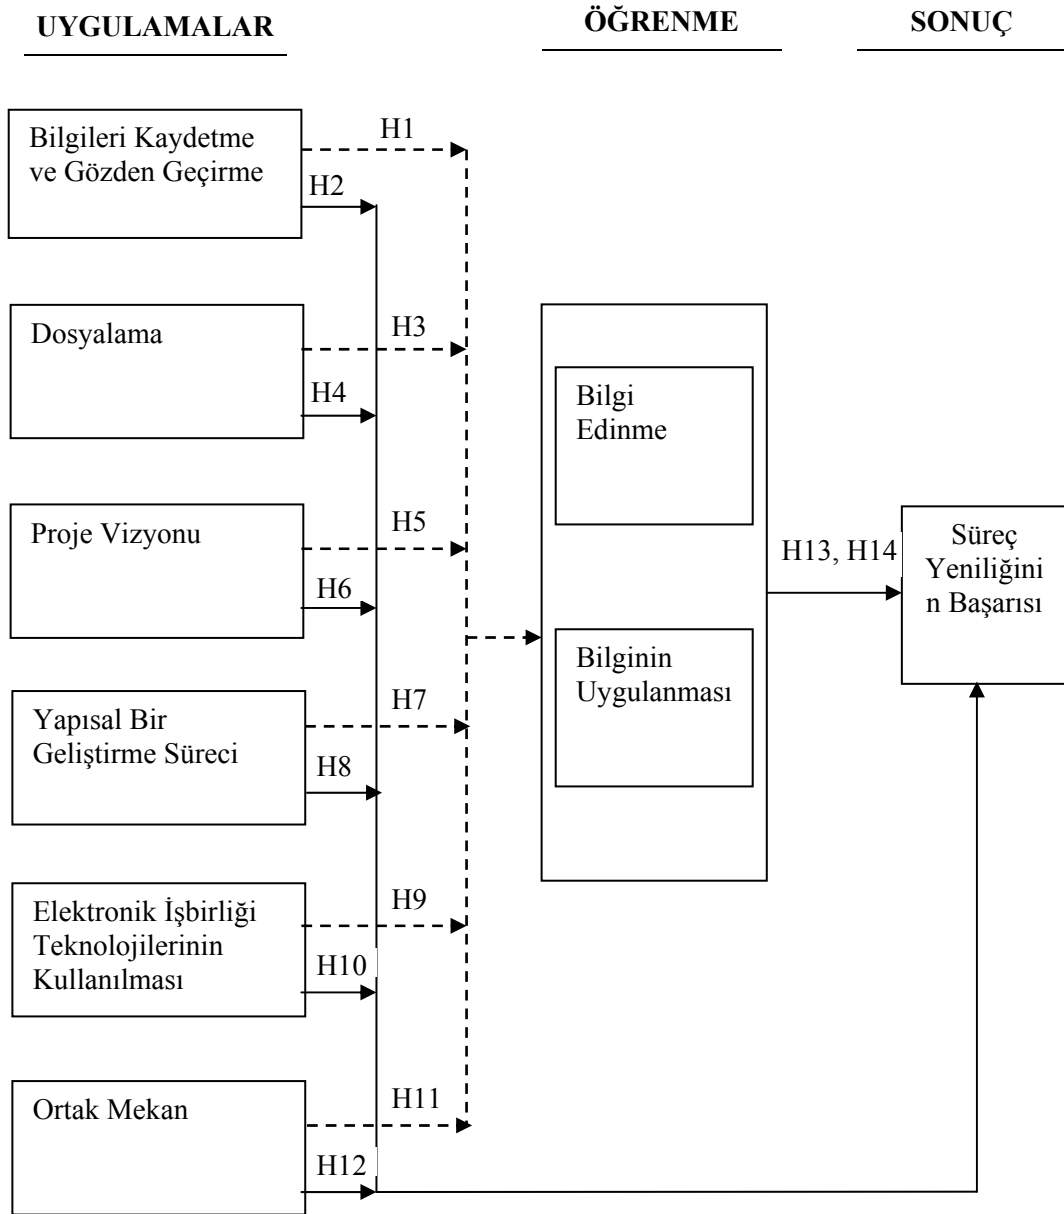 UYGULAMALAR
ÖĞRENME
SONUÇ
Bilgileri Kaydetme
ve Gözden Geçirme
H1
H2
Dosyalama
H3
H4
Proje Vizyonu
H5
H6
Yapısal Bir
Geliştirme Süreci
H7
H8
Elektronik İşbirliği
Teknolojilerinin
Kullanılması
H9
H10
Ortak Mekan
H11
H12
Bilgi
Edinme
Bilginin
Uygulanması
H13, H14
Süreç
Yeniliğini
n Başarısı